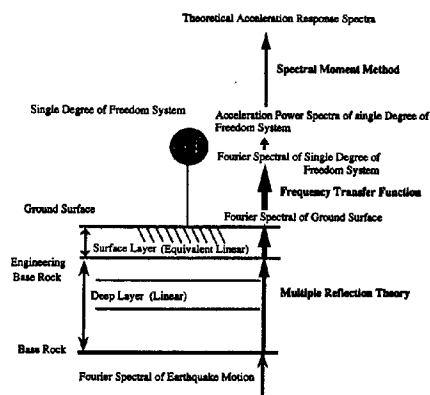 Theoretical Acceleration Response Spectra
Spectral Moment Method
Single Degree of Freedom System
Acceleration Power Spectra of single Degree of
Freedom System
Fourier Spectral of Single Degree of
Freedom System
Frequency Transfer Function
Ground Surface
Fourier Spectral of Ground Surface
Surface Layer (Equivalent Linear)
Engineering
Base Rock
Deep Layer (Linear)
Multiple Reflection Theory
Base Rock
Fourier Spectral of Earthquake Motion